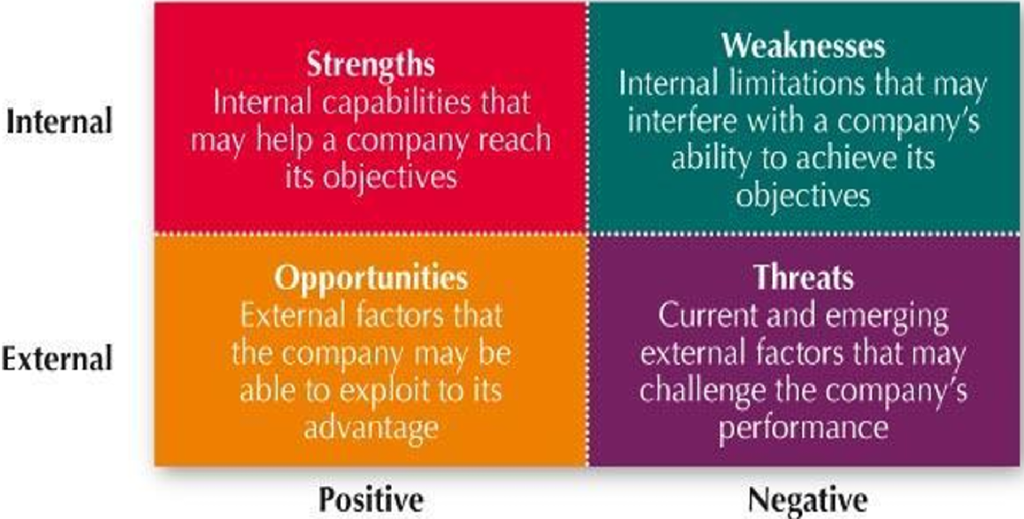 Strengths
Internal capabilities that
may help a company reach
its objectives
Weaknesses
Internal limitations that may
interfere with a company's
ability to achieve its
objectives
Internal
Opportunities
External factors that
the company may be
able to exploit to its
advantage
Threats
Current and emerging
external factors that may
challenge the company's
performance
External
Positive
Negative